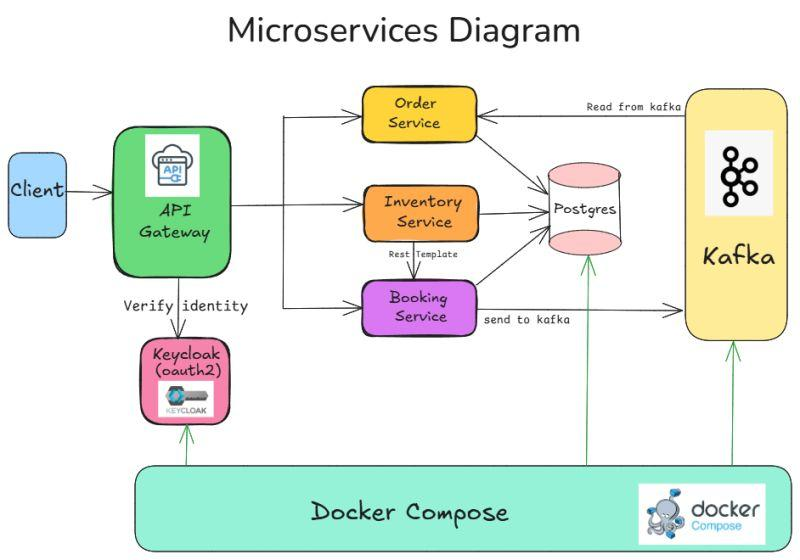 Microservices Diagram
Client
API
API
Gateway
Verify identity
Keycloak
(oauth2)
KEYCLOAK
Order
Service
Inventory
Service
Rest Template
Booking
Service
Read from kafka
Postgres
send to kafka
Kafka
Docker Compose
docker
Compose